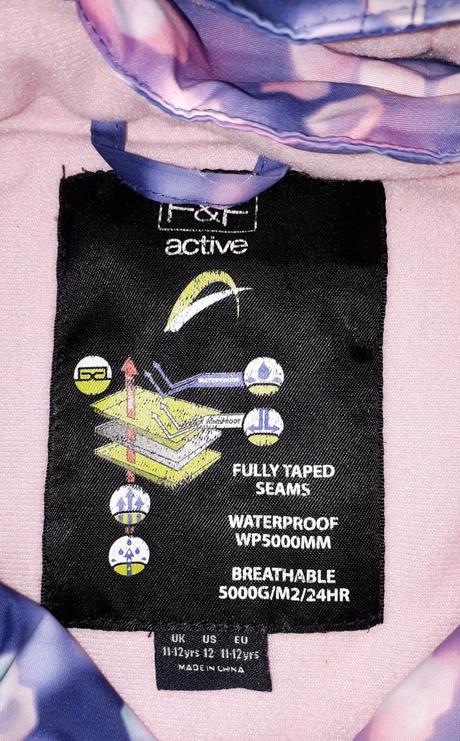 F&F
active
WATERPROOF
WINDPROOF
FULLY TAPED
SEAMS
WATERPROOF
WP5000MM
BREATHABLE
5000G/M2/24HR
UK US EU
11-12yrs 12 11-12yrs
MADE IN CHINA